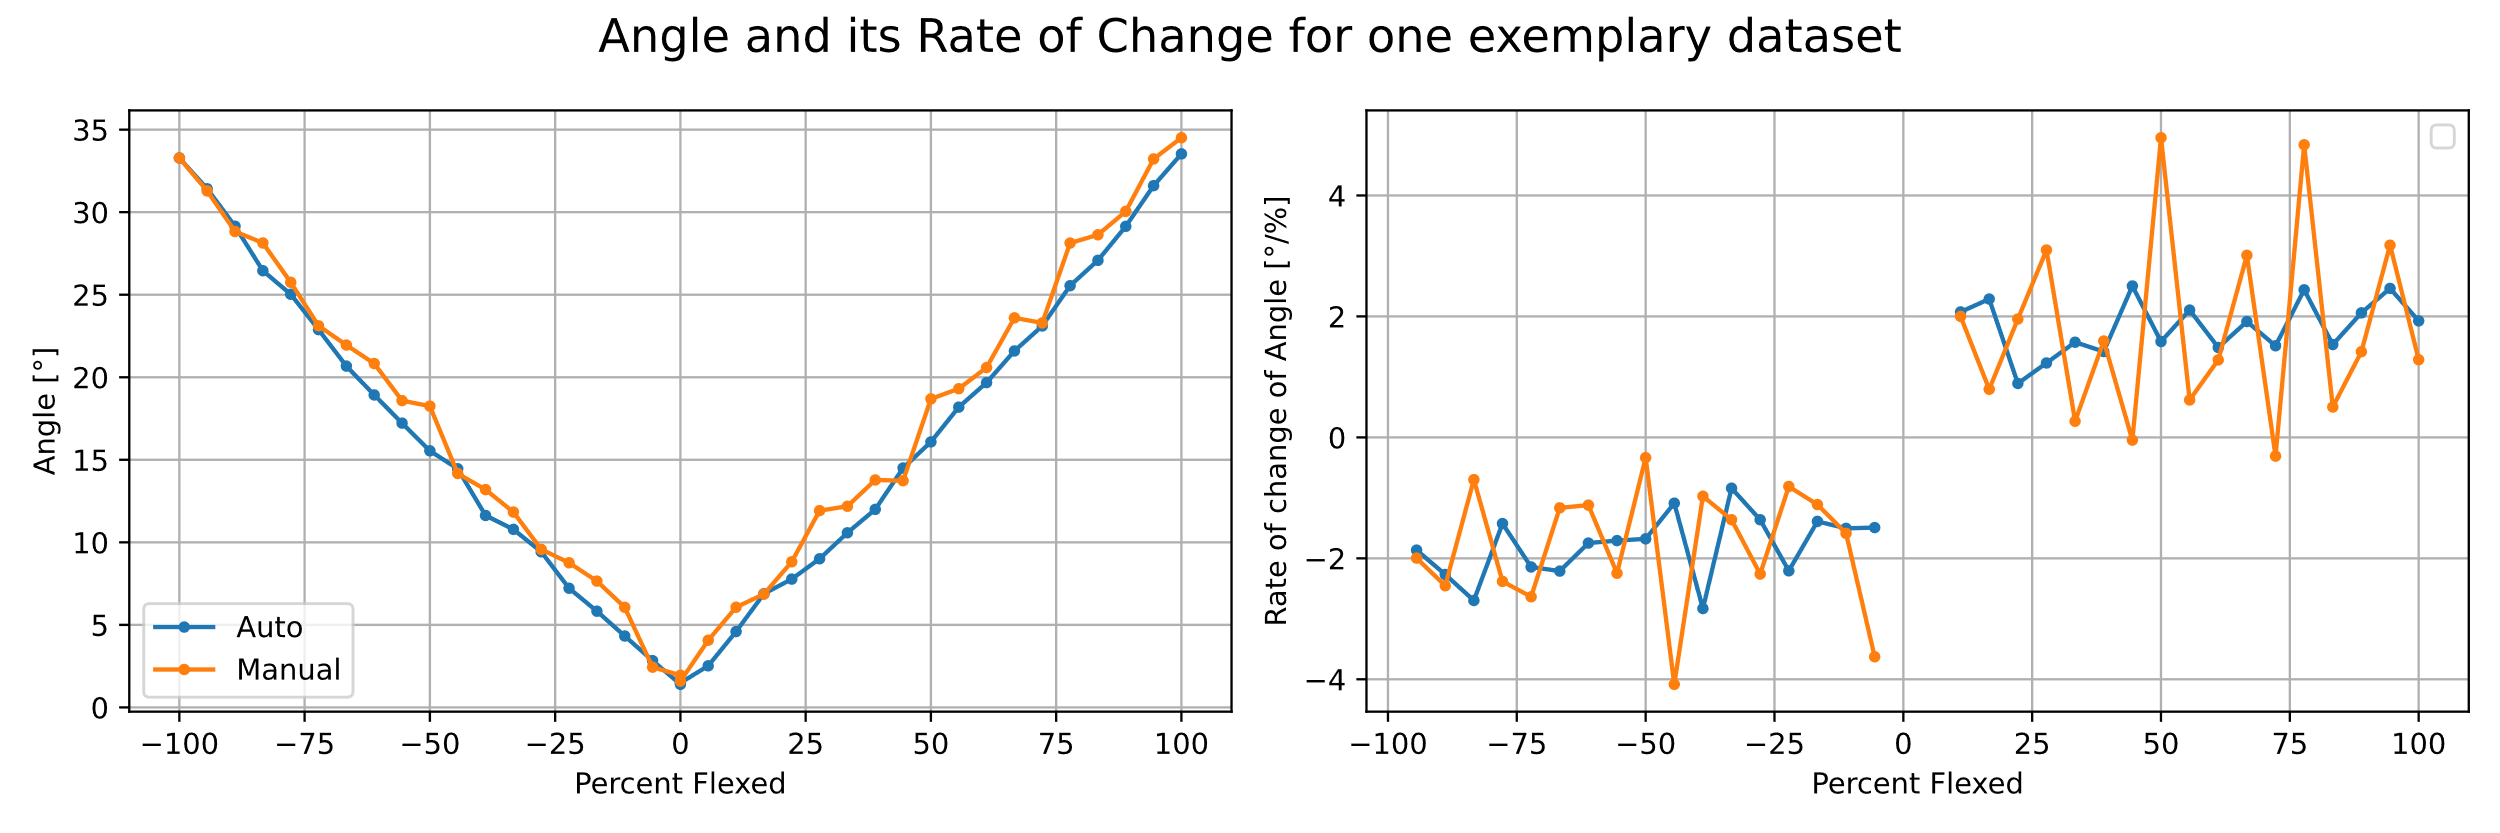 Angle and its Rate of Change for one exemplary dataset
Angle [°]
35
30
25
20
15
10
5
0
Auto
Manual
−100 −75 −50 −25 0 25 50 75 100
Percent Flexed
Rate of change of Angle [°/%]
4
2
0
−2
−4
−100 −75 −50 −25 0 25 50 75 100
Percent Flexed